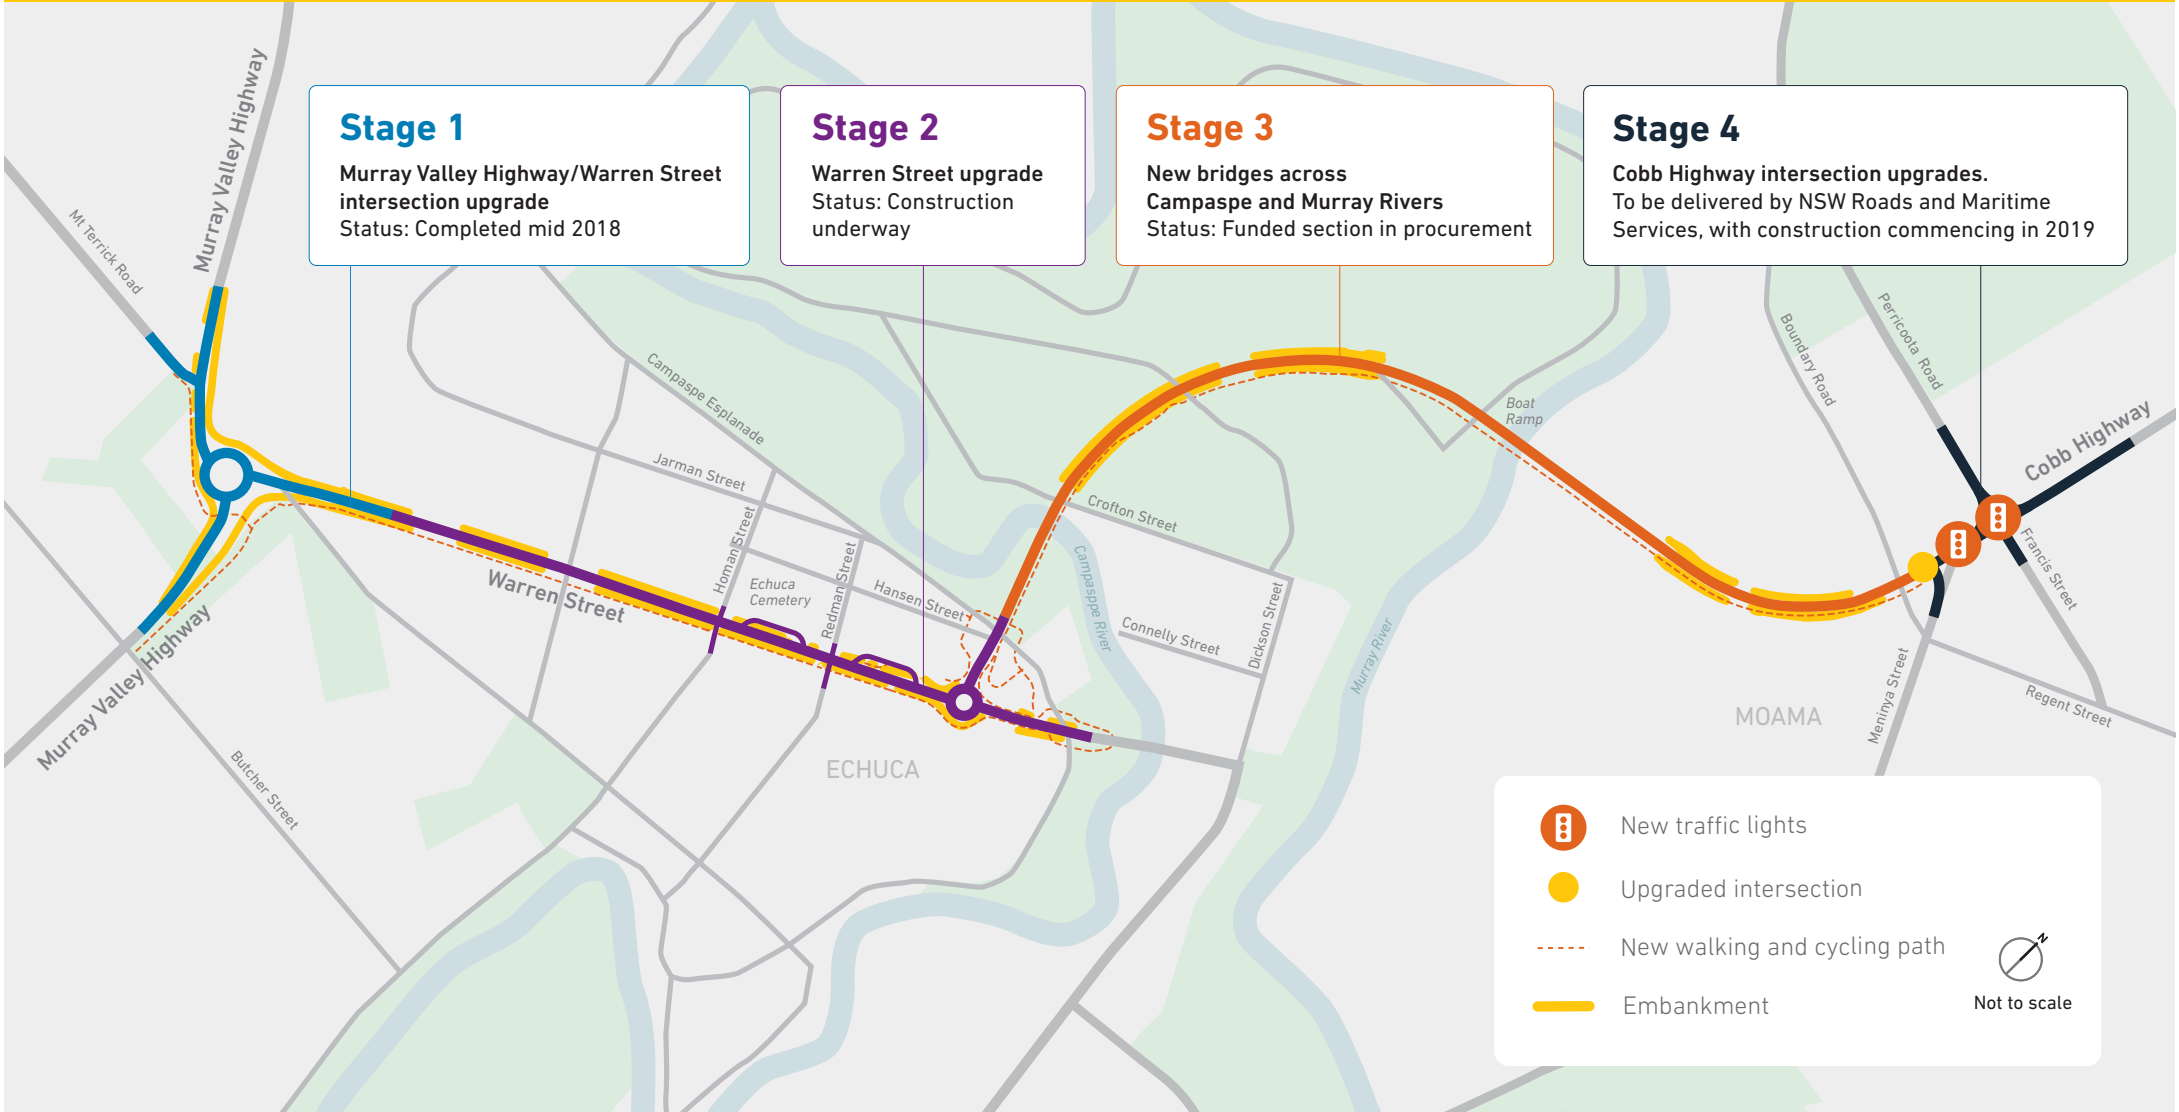 Stage 1
Murray Valley Highway/Warren Street
intersection upgrade
Status: Completed mid 2018
Stage 2
Warren Street upgrade
Status: Construction
underway
Stage 3
New bridges across
Campaspe and Murray Rivers
Status: Funded section in procurement
Stage 4
Cobb Highway intersection upgrades.
To be delivered by NSW Roads and Maritime
Services, with construction commencing in 2019
Murray Valley Highway
Mt Terrick Road
Murray Valley Highway
Butcher Street
Warren Street
Campaspe Esplanade
Jarman Street
Homan Street
Echuca
Cemetery
Redman Street
Hansen Street
ECHUCA
Campasppe River
Crofton Street
Connelly Street
Dickson Street
Murray River
Boat
Ramp
Boundary Road
Perricoota Road
Cobb Highway
Francis Street
Meninya Street
Regent Street
MOAMA
New traffic lights
Upgraded intersection
New walking and cycling path
Embankment
N
Not to scale